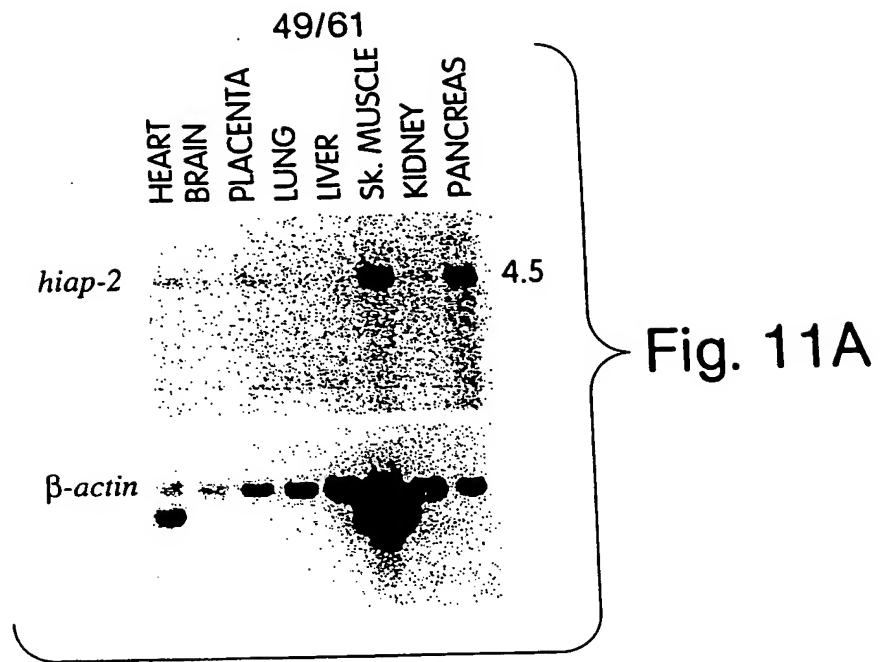 49/61
HEART
BRAIN
PLACENTA
LUNG
LIVER
Sk. MUSCLE
KIDNEY
PANCREAS
hiap-2
4.5
β-actin
Fig. 11A